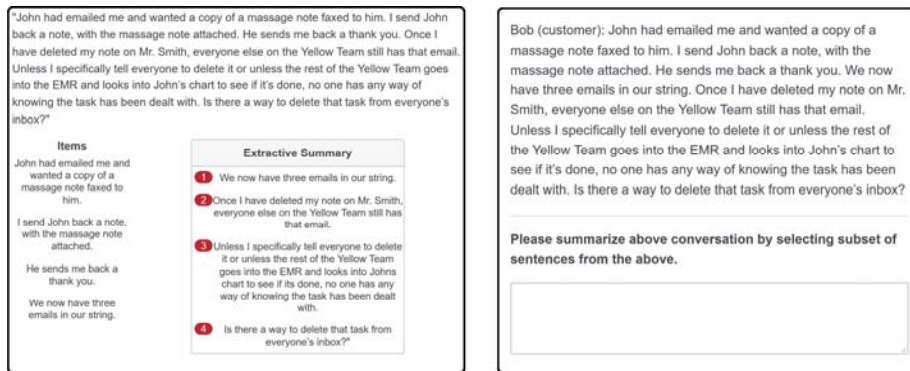 "John had emailed me and wanted a copy of a massage note faxed to him. I send John
back a note, with the massage note attached. He sends me back a thank you. Once I
have deleted my note on Mr. Smith, everyone else on the Yellow Team still has that email.
Unless I specifically tell everyone to delete it or unless the rest of the Yellow Team goes
into the EMR and looks into John's chart to see if it's done, no one has any way of
knowing the task has been dealt with. Is there a way to delete that task from everyone's
inbox?"
Items
John had emailed me and
wanted a copy of a
massage note faxed to
him.
I send John back a note,
with the massage note
attached.
He sends me back a
thank you.
We now have three
emails in our string.
Extractive Summary
1 We now have three emails in our string.
2 Once I have deleted my note on Mr. Smith,
everyone else on the Yellow Team still has
that email.
3 Unless I specifically tell everyone to delete
it or unless the rest of the Yellow Team
goes into the EMR and looks into Johns
chart to see if its done, no one has any
way of knowing the task has been dealt
with.
4 Is there a way to delete that task from
everyone's inbox?"
Bob (customer): John had emailed me and wanted a copy of a
massage note faxed to him. I send John back a note, with the
massage note attached. He sends me back a thank you. We now
have three emails in our string. Once I have deleted my note on Mr.
Smith, everyone else on the Yellow Team still has that email.
Unless I specifically tell everyone to delete it or unless the rest of
the Yellow Team goes into the EMR and looks into John's chart to
see if it's done, no one has any way of knowing the task has been
dealt with. Is there a way to delete that task from everyone's inbox?
Please summarize above conversation by selecting subset of
sentences from the above.